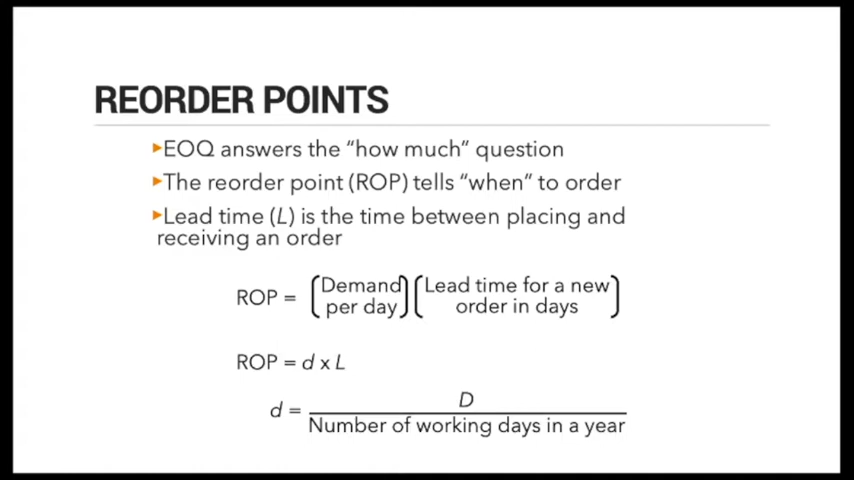 REORDER POINTS
▸EOQ answers the “how much“ question
▸The reorder point (ROP) tells “when” to order
▸Lead time (L) is the time between placing and
receiving an order
ROP = (Demand per day)(Lead time for a new order in days)
ROP = d x L
d = D
Number of working days in a year